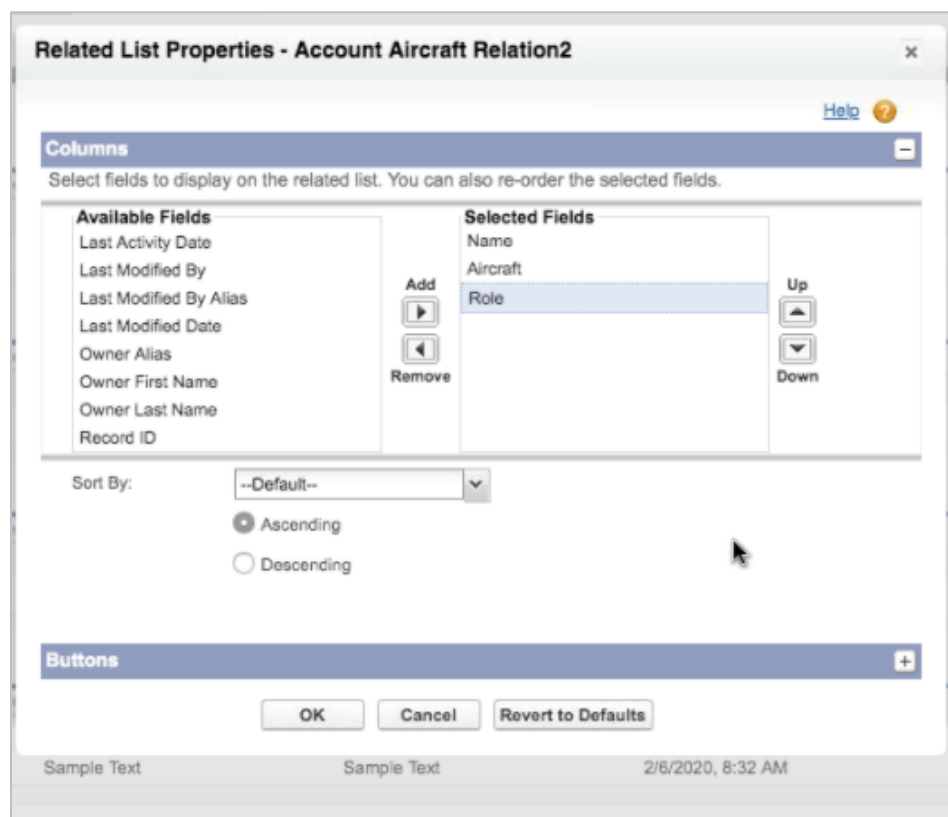 Related List Properties - Account Aircraft Relation2
Help
Columns
Select fields to display on the related list. You can also re-order the selected fields.
Available Fields
Last Activity Date
Last Modified By
Last Modified By Alias
Last Modified Date
Owner Alias
Owner First Name
Owner Last Name
Record ID
Add
Remove
Selected Fields
Name
Aircraft
Role
Up
Down
Sort By: --Default--
Ascending
Descending
Buttons
OK Cancel Revert to Defaults
Sample Text Sample Text 2/6/2020, 8:32 AM